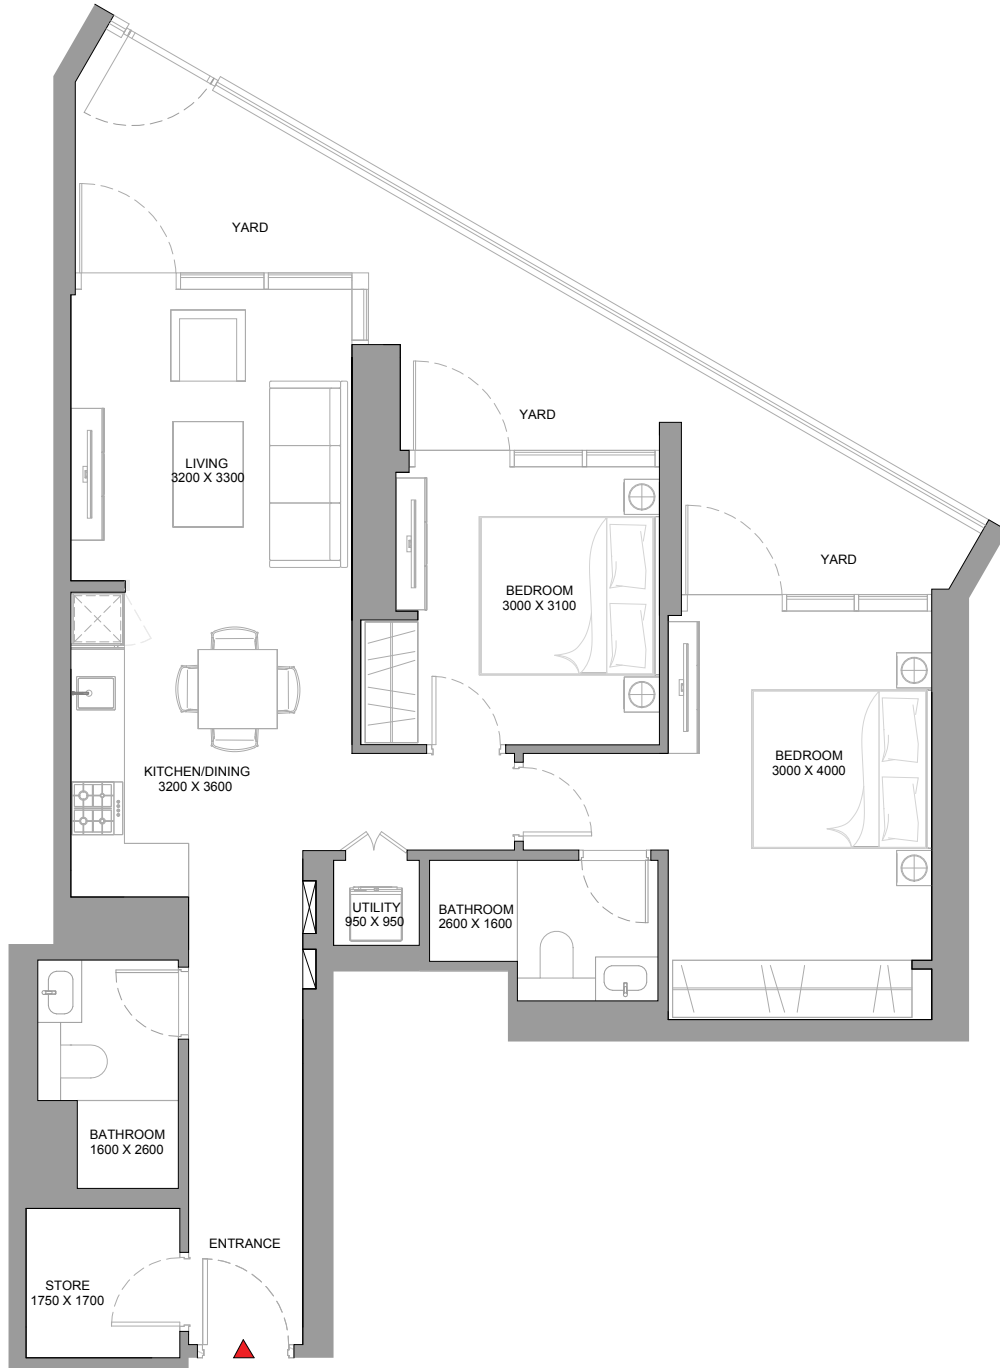 YARD
YARD
LIVING
3200 X 3300
YARD
BEDROOM
3000 X 3100
BEDROOM
3000 X 4000
KITCHEN/DINING
3200 X 3600
UTILITY
950 X 950
BATHROOM
2600 X 1600
BATHROOM
1600 X 2600
ENTRANCE
STORE
1750 X 1700